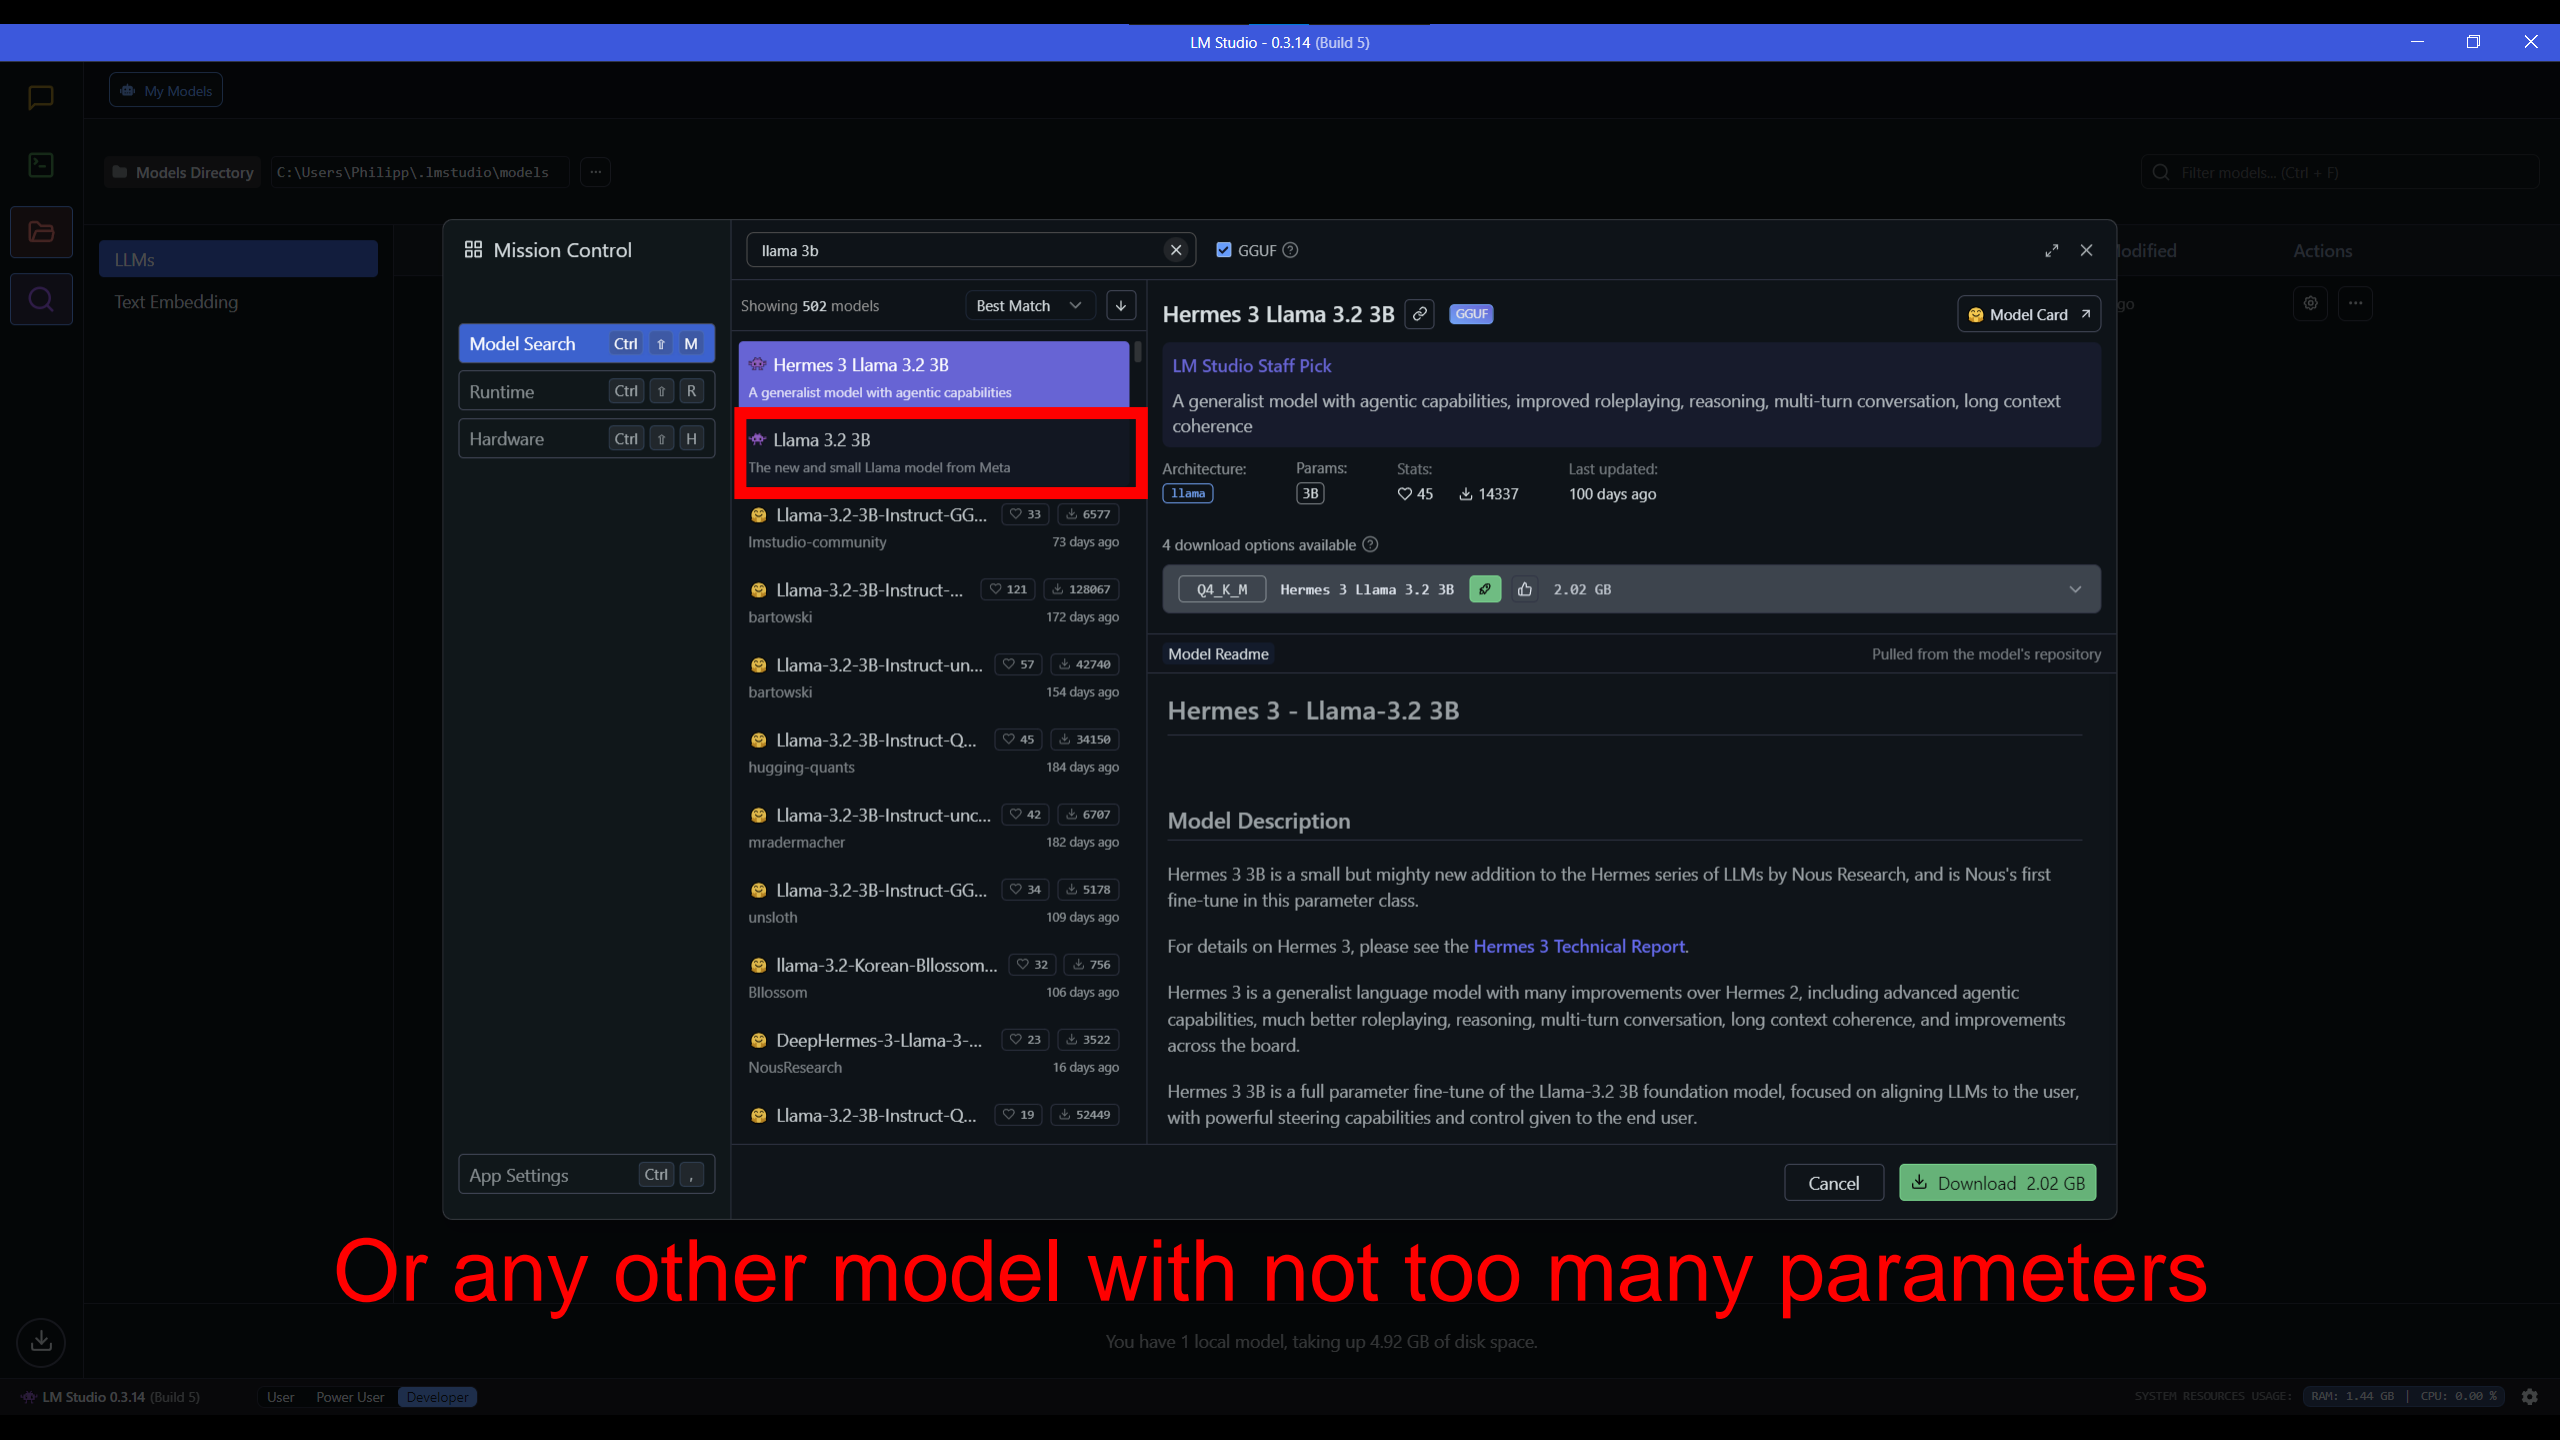 LM Studio - 0.3.14 (Build 5)
My Models
Models Directory C:\Users\Philipp\.lmstudio\models ...
Filter models... (Ctrl + F)
LLMs
Text Embedding
odified Actions
go
Mission Control
Model Search Ctrl ⇧ M
Runtime Ctrl ⇧ R
Hardware Ctrl ⇧ H
App Settings Ctrl ,
llama 3b
GGUF
Showing 502 models Best Match
Hermes 3 Llama 3.2 3B
A generalist model with agentic capabilities
Llama 3.2 3B
The new and small Llama model from Meta
Llama-3.2-3B-Instruct-GG... 33 6577
lmstudio-community 73 days ago
Llama-3.2-3B-Instruct-... 121 128067
bartowski 172 days ago
Llama-3.2-3B-Instruct-un... 57 42740
bartowski 154 days ago
Llama-3.2-3B-Instruct-Q... 45 34150
hugging-quants 184 days ago
Llama-3.2-3B-Instruct-unc... 42 6707
mradermacher 182 days ago
Llama-3.2-3B-Instruct-GG... 34 5178
unsloth 109 days ago
llama-3.2-Korean-Bllossom... 32 756
Bllossom 106 days ago
DeepHermes-3-Llama-3-... 23 3522
NousResearch 16 days ago
Llama-3.2-3B-Instruct-Q... 19 52449
Hermes 3 Llama 3.2 3B GGUF Model Card
LM Studio Staff Pick
A generalist model with agentic capabilities, improved roleplaying, reasoning, multi-turn conversation, long context
coherence
Architecture: Params: Stats: Last updated:
llama 3B 45 14337 100 days ago
4 download options available
Q4_K_M Hermes 3 Llama 3.2 3B 2.02 GB
Model Readme Pulled from the model's repository
Hermes 3 - Llama-3.2 3B
Model Description
Hermes 3 3B is a small but mighty new addition to the Hermes series of LLMs by Nous Research, and is Nous's first
fine-tune in this parameter class.
For details on Hermes 3, please see the Hermes 3 Technical Report.
Hermes 3 is a generalist language model with many improvements over Hermes 2, including advanced agentic
capabilities, much better roleplaying, reasoning, multi-turn conversation, long context coherence, and improvements
across the board.
Hermes 3 3B is a full parameter fine-tune of the Llama-3.2 3B foundation model, focused on aligning LLMs to the user,
with powerful steering capabilities and control given to the end user.
Cancel Download 2.02 GB
Or any other model with not too many parameters
You have 1 local model, taking up 4.92 GB of disk space.
LM Studio 0.3.14 (Build 5) User Power User Developer
SYSTEM RESOURCES USAGE: RAM: 1.44 GB | CPU: 0.00 %